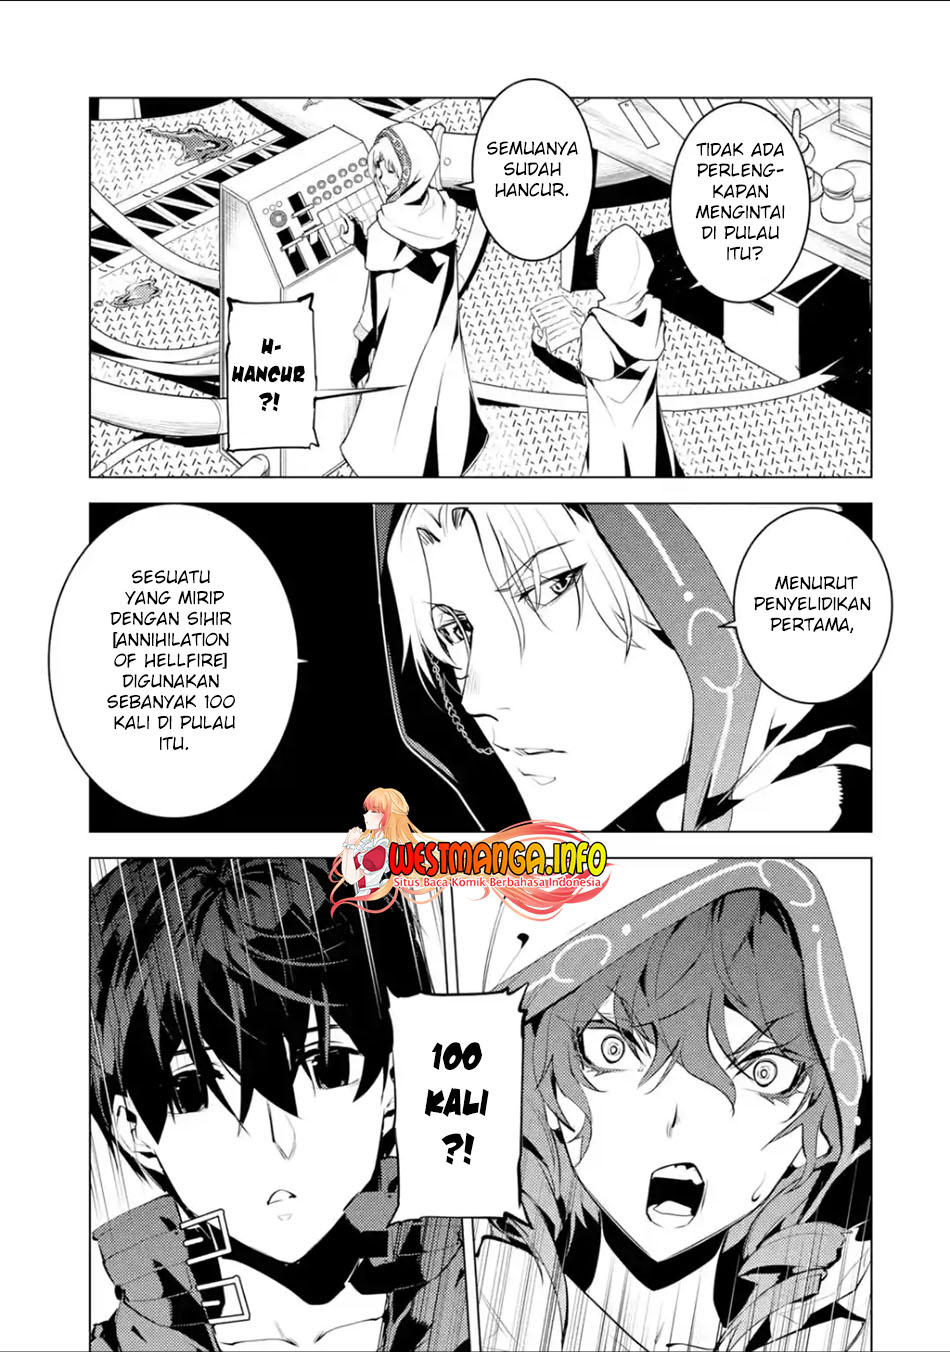 TIDAK ADA
PERLENG-
KAPAN
MENGINTAI
DI PULAU
ITU?
SEMUANYA
SUDAH
HANCUR.
H-
HANCUR
?!
MENURUT
PENYELIDIKAN
PERTAMA,
SESUATU
YANG MIRIP
DENGAN SIHIR
[ANNIHILATION
OF HELLFIRE]
DIGUNAKAN
SEBANYAK 100
KALI DI PULAU
ITU.
WESTMANGA.INFO
Situs Baca Komik Berbahasa Indonesia
100
KALI
?!